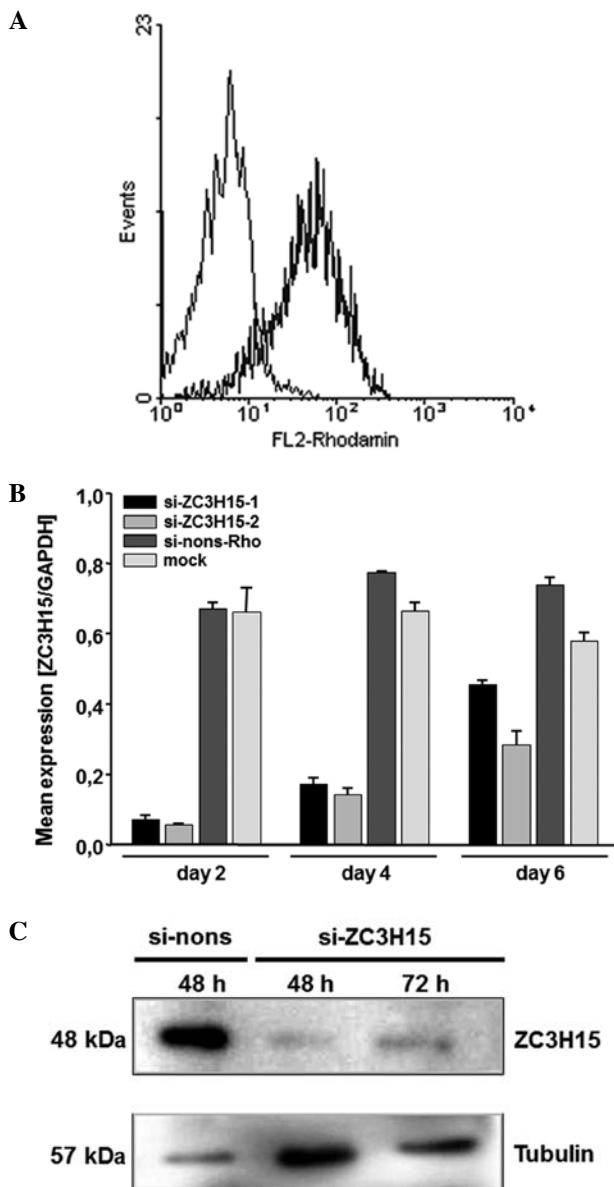 A
23
Events
0
10⁰ 10¹ 10² 10³ 10⁴
FL2-Rhodamin
B
1,0
0,8
0,6
0,4
0,2
0,0
Mean expression [ZC3H15/GAPDH]
si-ZC3H15-1
si-ZC3H15-2
si-nons-Rho
mock
day 2 day 4 day 6
C
si-nons si-ZC3H15
48 h 48 h 72 h
48 kDa ZC3H15
57 kDa Tubulin